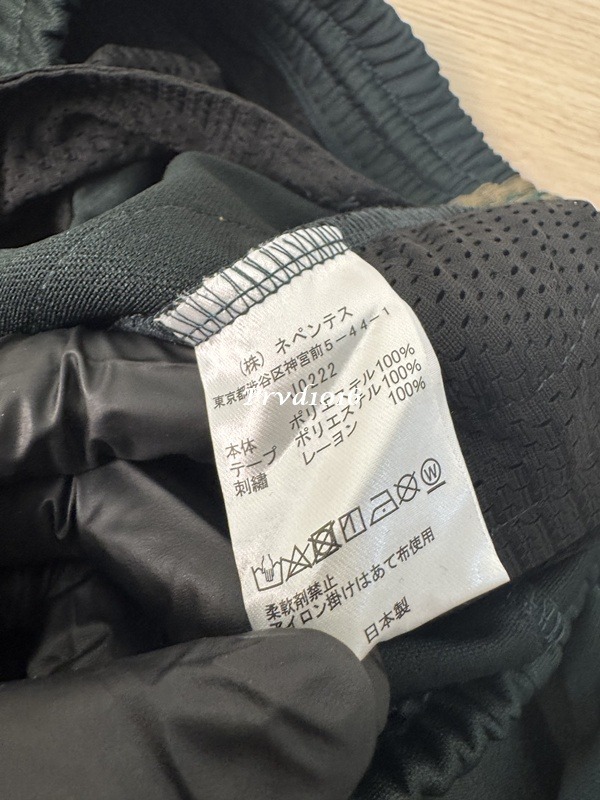 (株) ネペンテス
東京都渋谷区神宮前5-44-1
J0222
本体 ポリエステル100%
テープ ポリエステル100%
刺繍 レーヨン 100%
W
柔軟剤禁止
アイロン掛けはあて布使用
日本製